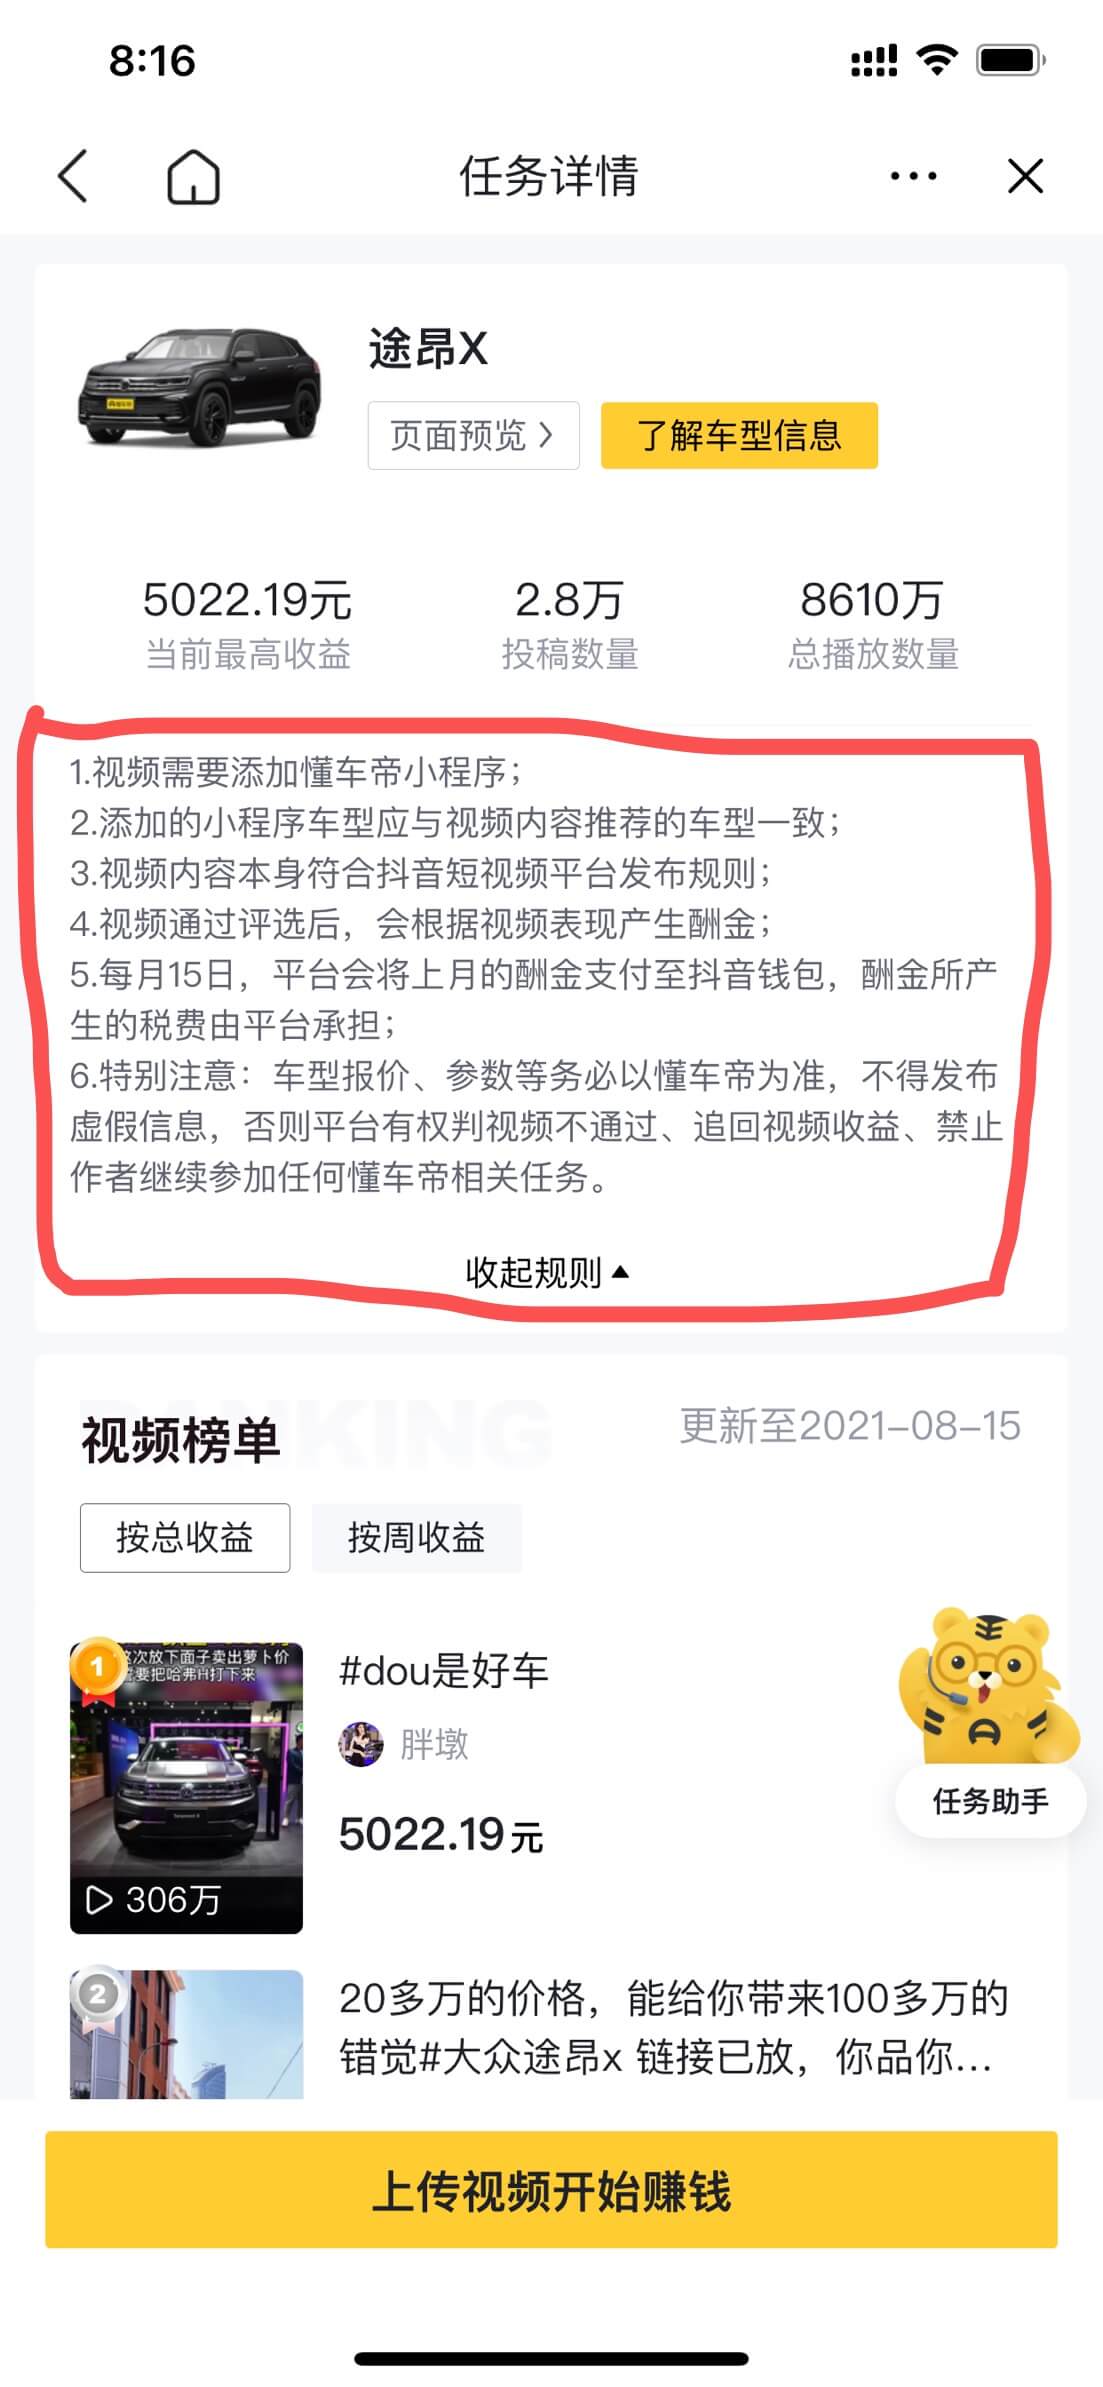 8:16
任务详情
途昂X
页面预览
了解车型信息
5022.19元
2.8万
8610万
当前最高收益
投稿数量
总播放数量
1.视频需要添加懂车帝小程序；
2.添加的小程序车型应与视频内容推荐的车型一致；
3.视频内容本身符合抖音短视频平台发布规则；
4.视频通过评选后，会根据视频表现产生酬金；
5.每月15日，平台会将上月的酬金支付至抖音钱包，酬金所产
生的税费由平台承担；
6.特别注意：车型报价、参数等务必以懂车帝为准，不得发布
虚假信息，否则平台有权判视频不通过、追回视频收益、禁止
作者继续参加任何懂车帝相关任务。
收起规则
RANKING
视频榜单
更新至2021-08-15
按总收益
按周收益
1
次放下面子卖出萝卜价
要把哈弗H打下来
306万
#dou是好车
胖墩
5022.19元
任务助手
2
20多万的价格，能给你带来100多万的
错觉#大众途昂x 链接已放，你品你...
上传视频开始赚钱